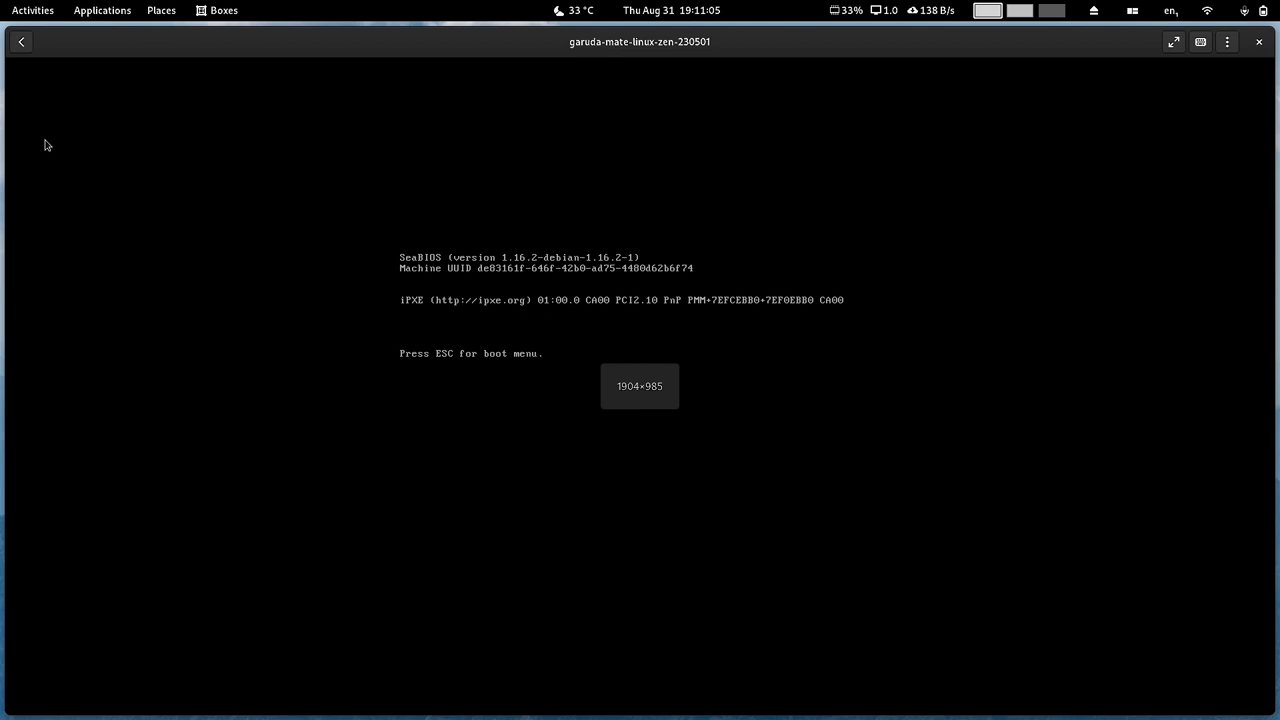 Activities Applications Places Boxes 33 °C Thu Aug 31 19:11:05 33% 1.0 138 B/s en₁
garuda-mate-linux-zen-230501
SeaBIOS (version 1.16.2-debian-1.16.2-1)
Machine UUID de83161f-646f-42b0-ad75-4480d62b6f74
iPXE (http://ipxe.org) 01:00.0 CA00 PCI2.10 PnP PMM+7EFCEBB0+7EF0EBB0 CA00
Press ESC for boot menu.
1904×985